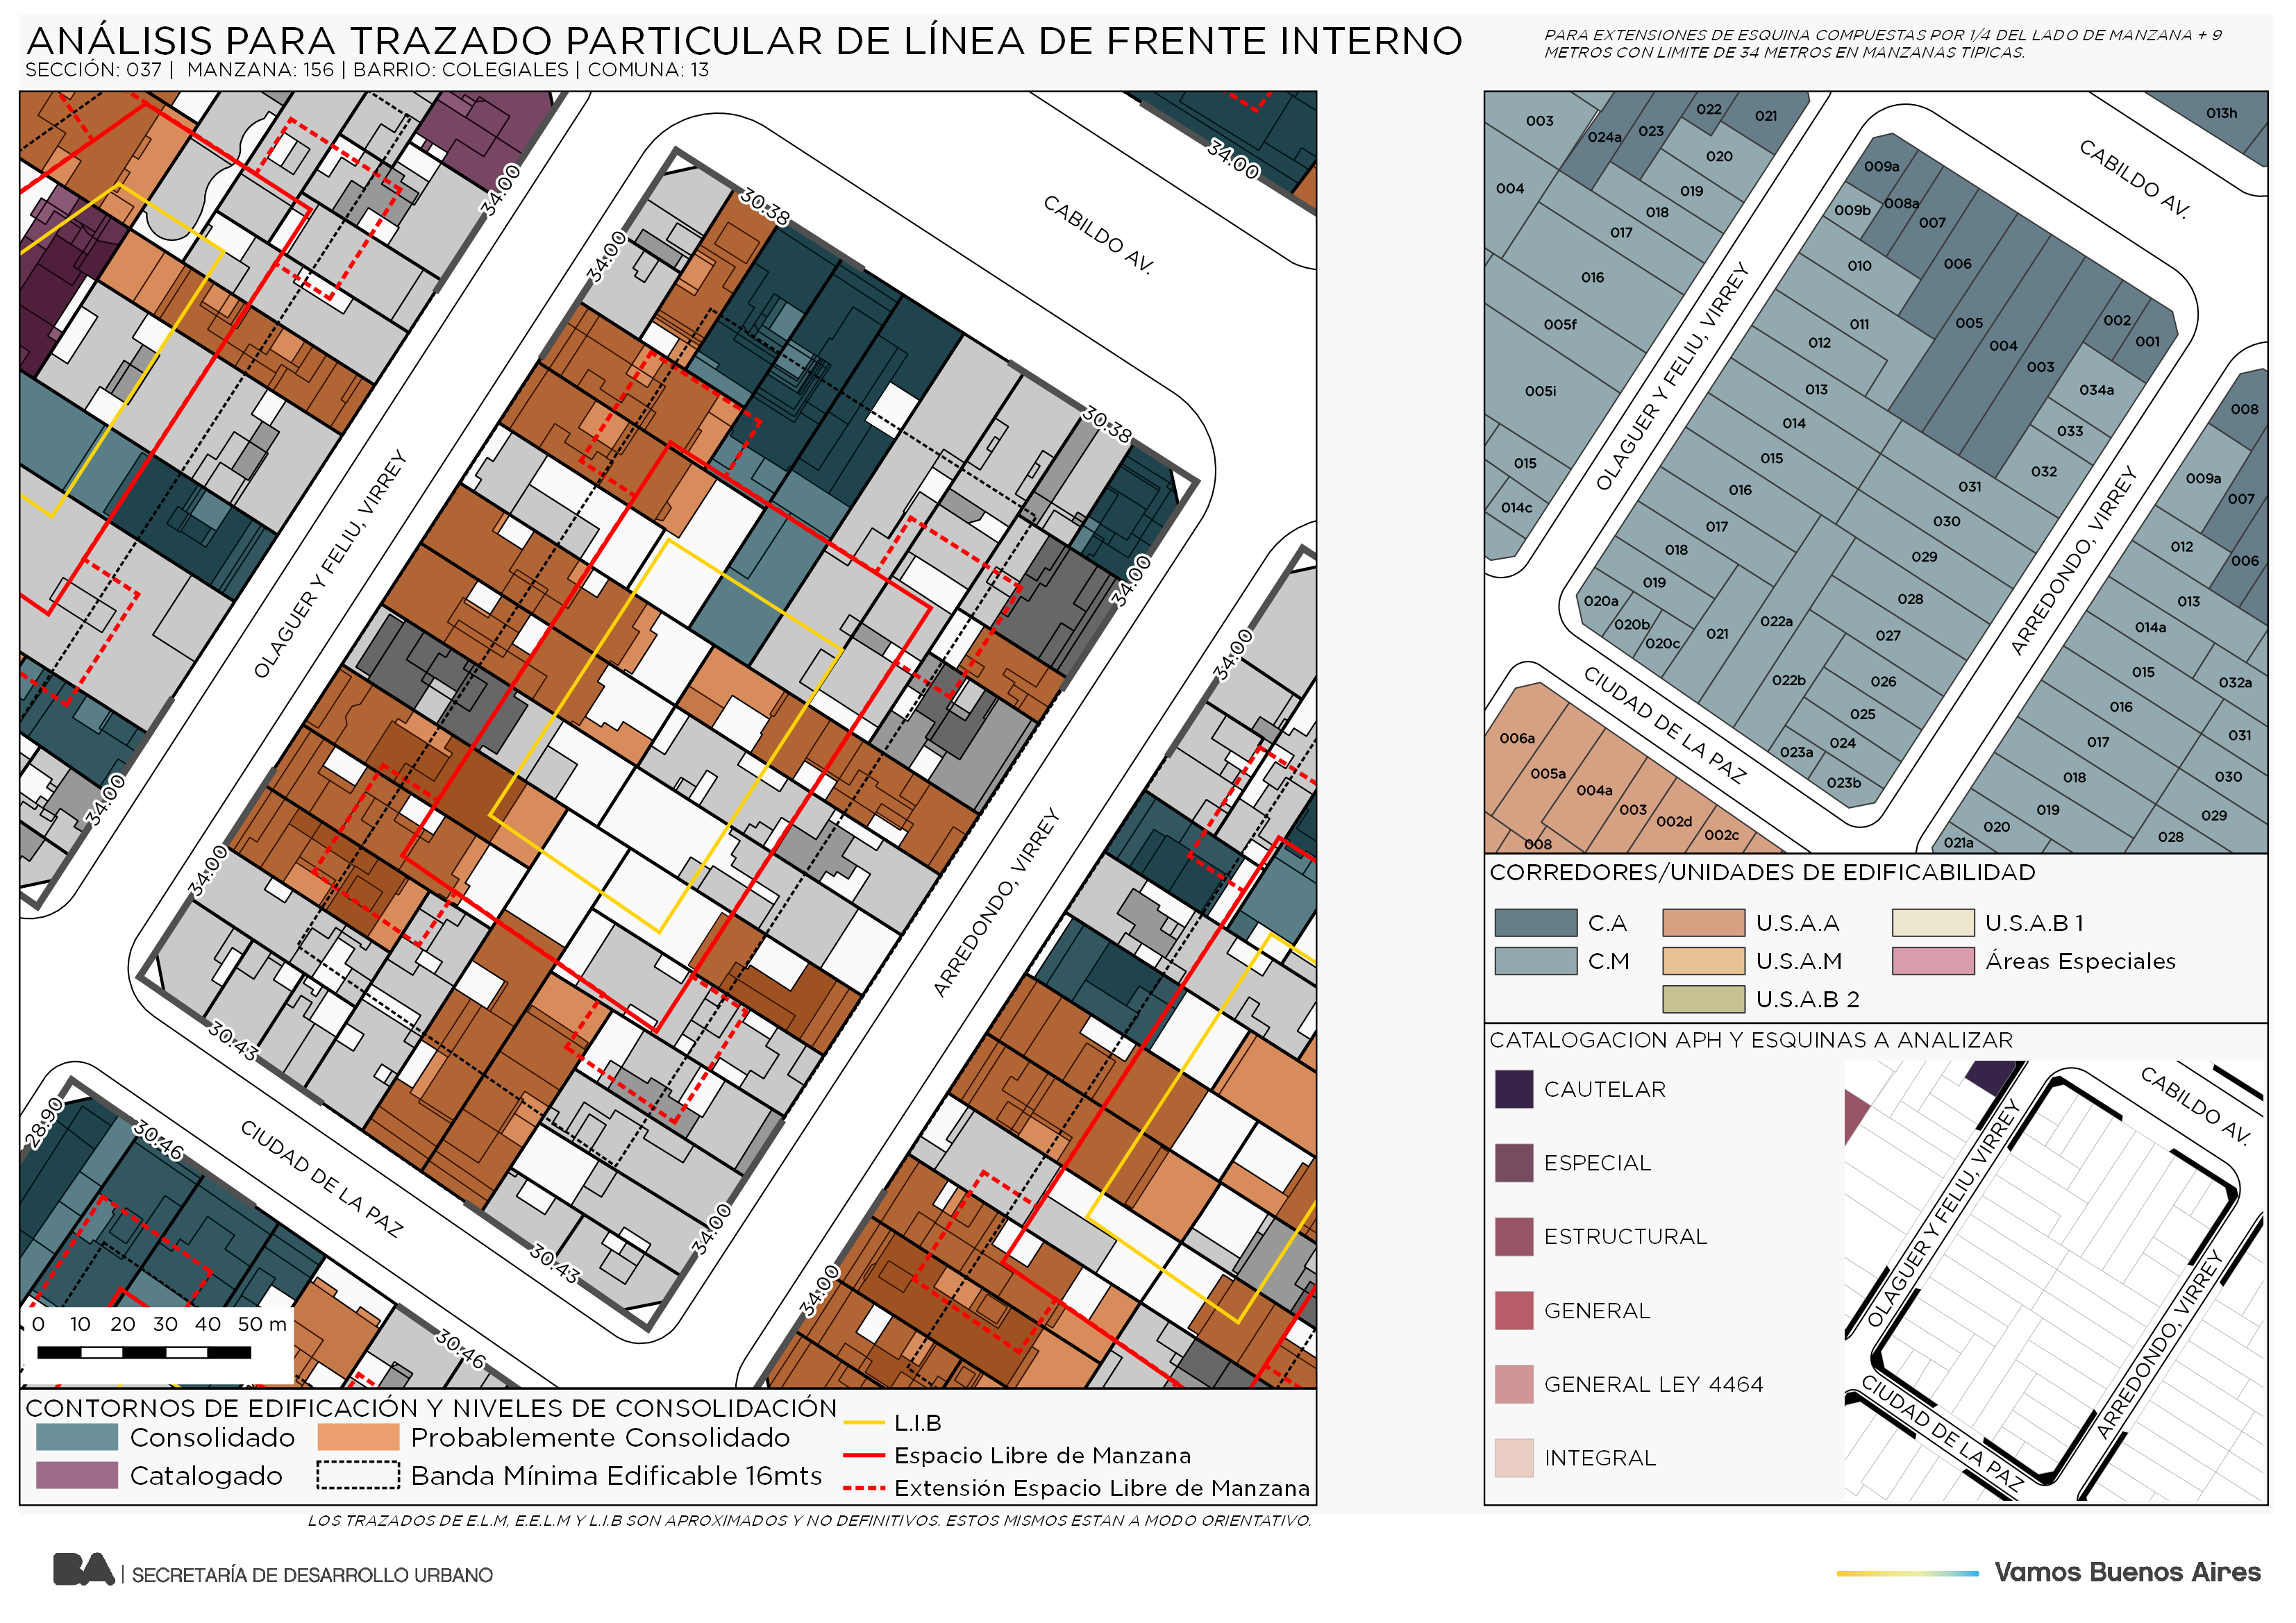 ANÁLISIS PARA TRAZADO PARTICULAR DE LÍNEA DE FRENTE INTERNO
SECCIÓN: 037 | MANZANA: 156 | BARRIO: COLEGIALES | COMUNA: 13
PARA EXTENSIONES DE ESQUINA COMPUESTAS POR 1/4 DEL LADO DE MANZANA + 9
METROS CON LIMITE DE 34 METROS EN MANZANAS TIPICAS.
34.00
34.00
30.38
34.00
CABILDO AV.
30.38
OLAGUER Y FELIU, VIRREY
34.00
34.00
34.00
34.00
ARREDONDO, VIRREY
30.43
28.90
30.46
CIUDAD DE LA PAZ
30.43
34.00
34.00
30.46
0 10 20 30 40 50 m
CONTORNOS DE EDIFICACIÓN Y NIVELES DE CONSOLIDACIÓN
Consolidado
Probablemente Consolidado
Catalogado
Banda Mínima Edificable 16mts
L.I.B
Espacio Libre de Manzana
Extensión Espacio Libre de Manzana
LOS TRAZADOS DE E.L.M, E.E.L.M Y L.I.B SON APROXIMADOS Y NO DEFINITIVOS. ESTOS MISMOS ESTAN A MODO ORIENTATIVO.
003
024a
023
022
021
020
019
018
017
004
016
005f
005i
015
014c
013h
CABILDO AV.
009a
008a
009b
007
010
006
011
005
012
004
013
003
002
001
034a
033
032
014
015
031
016
030
017
029
018
028
019
020a
020b
020c
021
022a
027
022b
026
025
024
023a
023b
OLAGUER Y FELIU, VIRREY
ARREDONDO, VIRREY
CIUDAD DE LA PAZ
008
009a
007
012
006
013
014a
015
032a
016
031
017
030
018
029
019
028
020
021a
006a
005a
004a
003
002d
002c
008
CORREDORES/UNIDADES DE EDIFICABILIDAD
C.A
U.S.A.A
U.S.A.B 1
C.M
U.S.A.M
Áreas Especiales
U.S.A.B 2
CATALOGACION APH Y ESQUINAS A ANALIZAR
CAUTELAR
ESPECIAL
ESTRUCTURAL
GENERAL
GENERAL LEY 4464
INTEGRAL
CABILDO AV.
OLAGUER Y FELIU, VIRREY
ARREDONDO, VIRREY
CIUDAD DE LA PAZ
BA | SECRETARÍA DE DESARROLLO URBANO
Vamos Buenos Aires